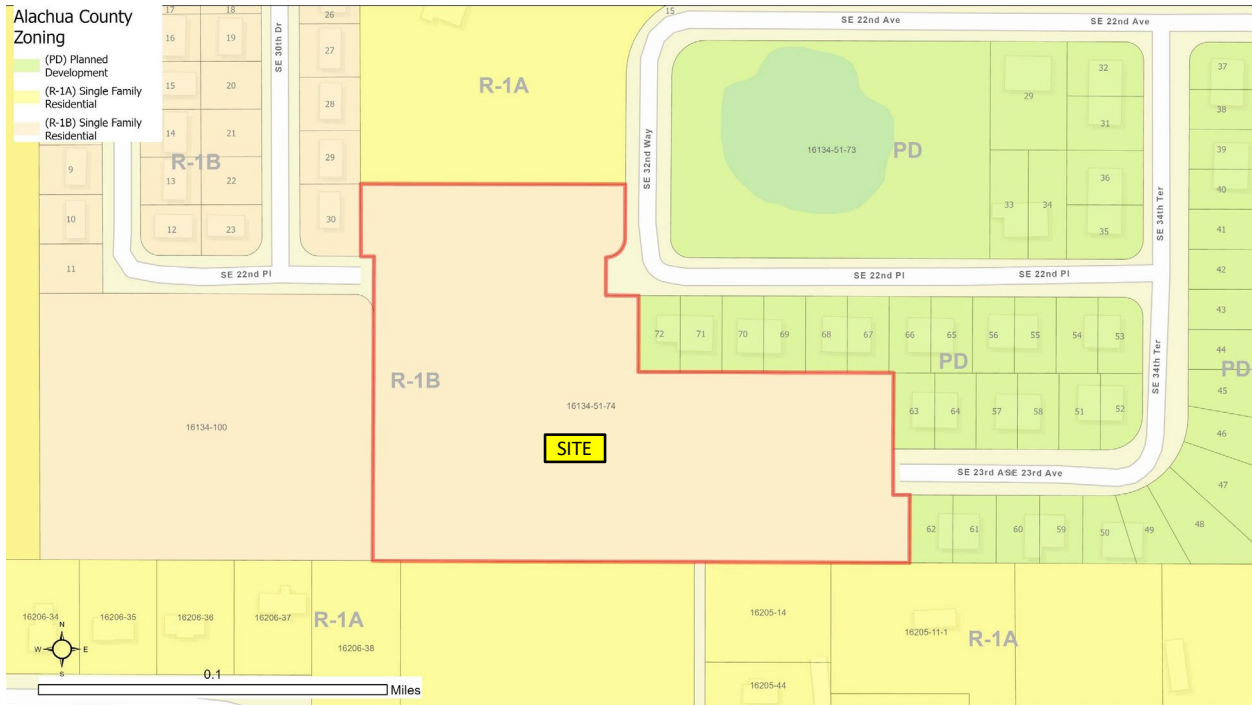 Alachua County
Zoning
(PD) Planned
Development
(R-1A) Single Family
Residential
(R-1B) Single Family
Residential
17
18
26
15
SE 22nd Ave
SE 22nd Ave
16
19
SE 30th Dr
27
R-1A
32
37
15
20
28
29
38
31
14
21
SE 32nd Way
16134-51-73
PD
39
R-1B
29
9
13
22
36
40
33
34
SE 34th Ter
10
30
12
23
35
41
11
SE 22nd Pl
SE 22nd Pl
SE 22nd Pl
42
43
72
71
70
69
68
67
66
65
56
55
54
53
44
PD
PD
SE 34th Ter
R-1B
45
16134-51-74
63
64
57
58
51
52
16134-100
46
SITE
SE 23rd A
SE 23rd Ave
47
48
62
61
60
59
50
49
16206-34
16206-35
16206-36
16206-37
R-1A
16205-14
16205-11-1
R-1A
16206-38
N
W
E
S
0.1
Miles
16205-44